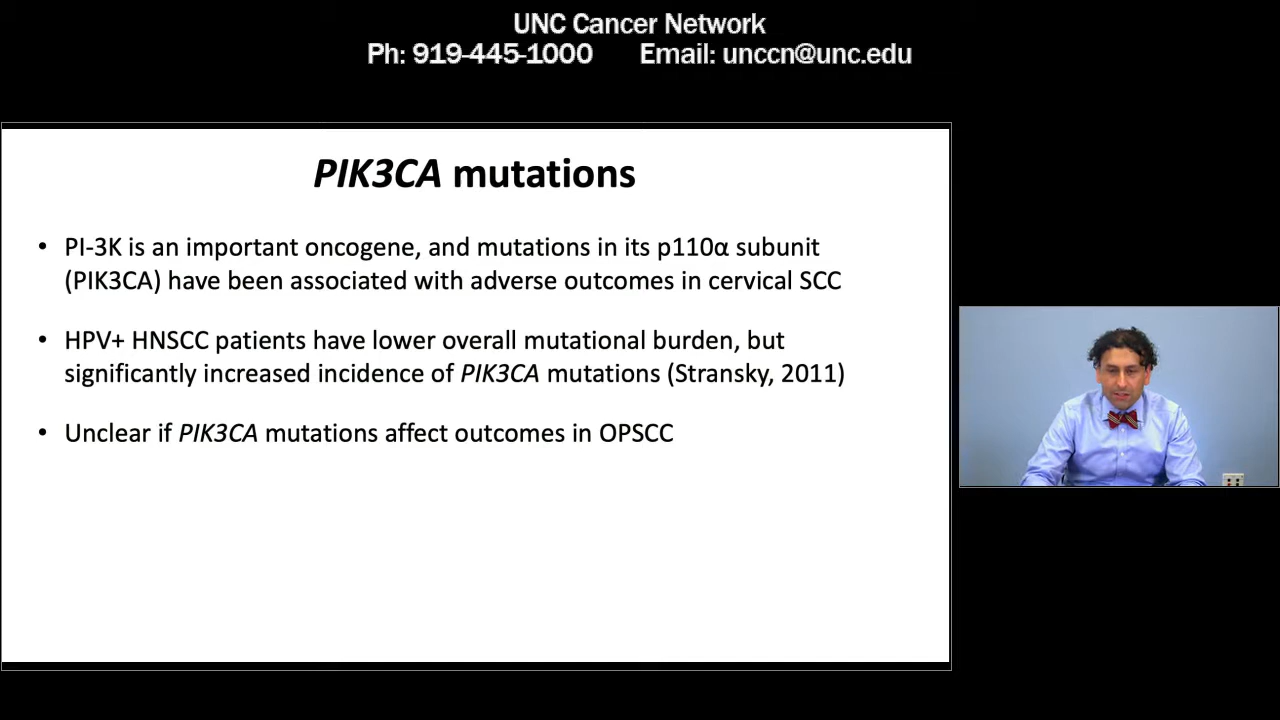 UNC Cancer Network
Ph: 919-445-1000 Email: unccn@unc.edu
PIK3CA mutations
• PI-3K is an important oncogene, and mutations in its p110α subunit
(PIK3CA) have been associated with adverse outcomes in cervical SCC
• HPV+ HNSCC patients have lower overall mutational burden, but
significantly increased incidence of PIK3CA mutations (Stransky, 2011)
• Unclear if PIK3CA mutations affect outcomes in OPSCC